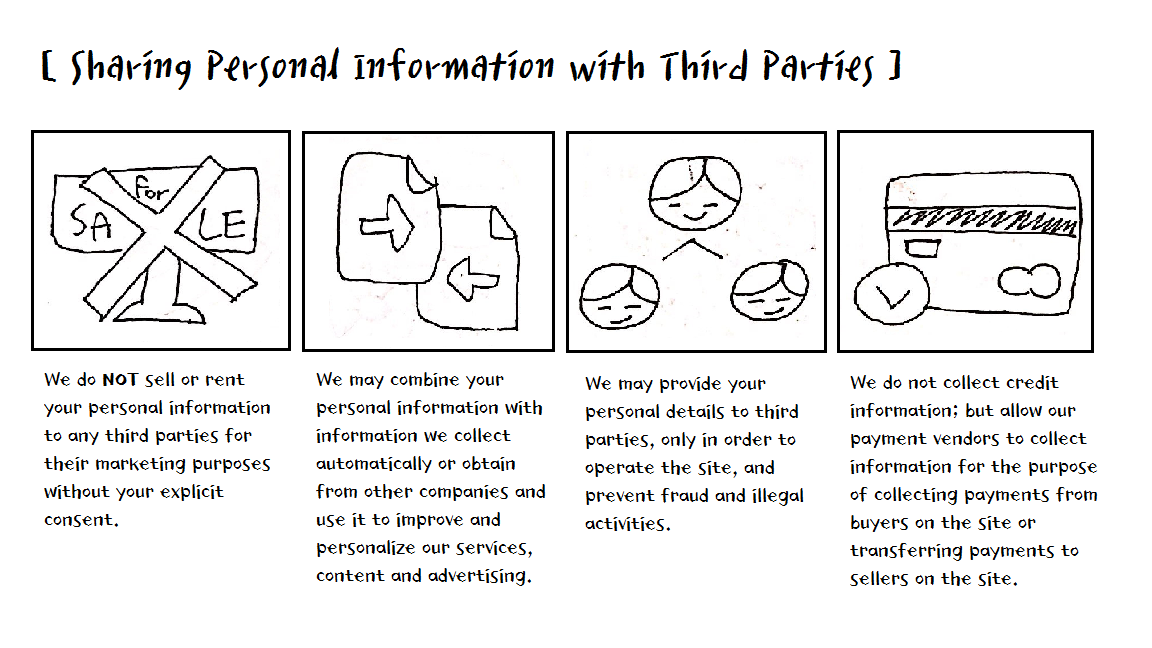 [ Sharing Personal Information with Third Parties ]
For
SA LE
We do NOT sell or rent
your personal information
to any third parties for
their marketing purposes
without your explicit
consent.
We may combine your
personal information with
information we collect
automatically or obtain
from other companies and
use it to improve and
personalize our services,
content and advertising.
We may provide your
personal details to third
parties, only in order to
operate the site, and
prevent fraud and illegal
activities.
We do not collect credit
information; but allow our
payment vendors to collect
information for the purpose
of collecting payments from
buyers on the site or
transferring payments to
sellers on the site.